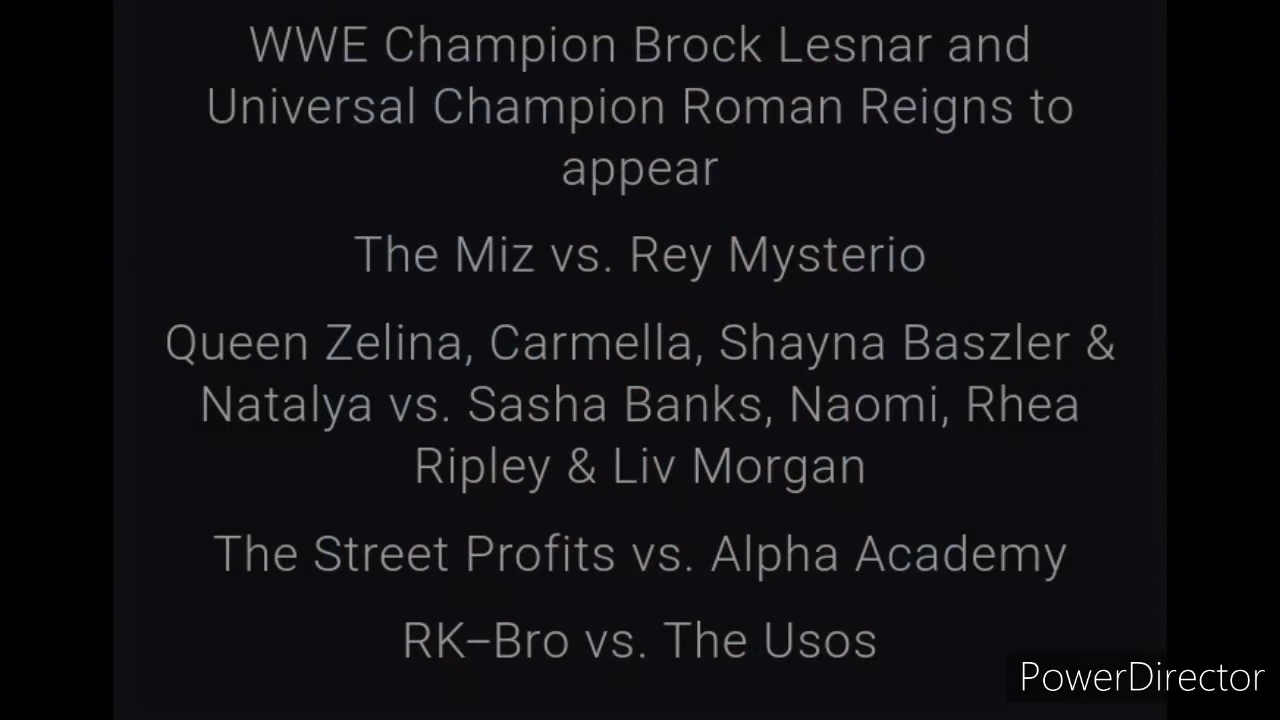 WWE Champion Brock Lesnar and
Universal Champion Roman Reigns to
appear
The Miz vs. Rey Mysterio
Queen Zelina, Carmella, Shayna Baszler &
Natalya vs. Sasha Banks, Naomi, Rhea
Ripley & Liv Morgan
The Street Profits vs. Alpha Academy
RK–Bro vs. The Usos
PowerDirector